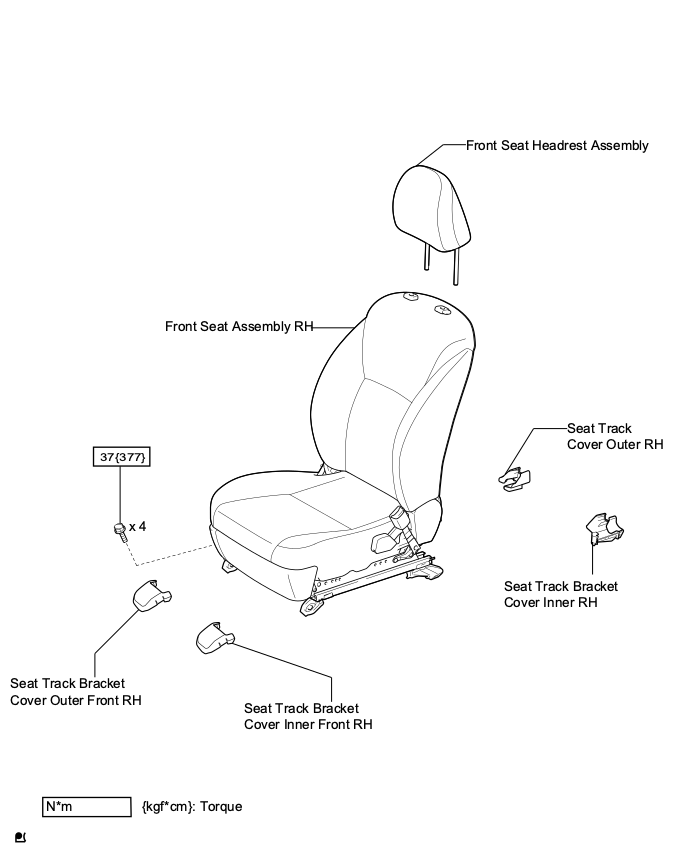 Front Seat Headrest Assembly
Front Seat Assembly RH
Seat Track
Cover Outer RH
37{377}
x 4
Seat Track Bracket
Cover Inner RH
Seat Track Bracket
Cover Outer Front RH
Seat Track Bracket
Cover Inner Front RH
N*m {kgf*cm}: Torque